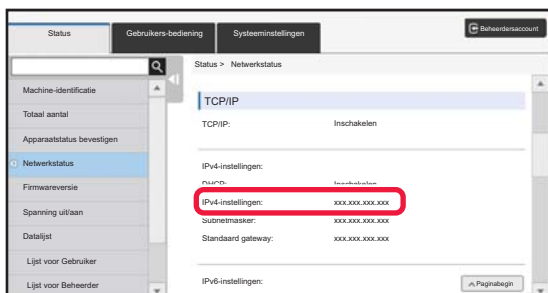 Status
Gebruikers-bediening
Systeeminstellingen
Beheerdersaccount
Status > Netwerkstatus
Machine-identificatie
Totaal aantal
Apparaatstatus bevestigen
Netwerkstatus
Firmwareversie
Spanning uit/aan
Datalijst
Lijst voor Gebruiker
Lijst voor Beheerder
TCP/IP
TCP/IP: Inschakelen
IPv4-instellingen:
DHCP: Inschakelen
IPv4-instellingen: xxx.xxx.xxx.xxx
Subnetmasker: xxx.xxx.xxx.xxx
Standaard gateway: xxx.xxx.xxx.xxx
IPv6-instellingen:
Paginabegin